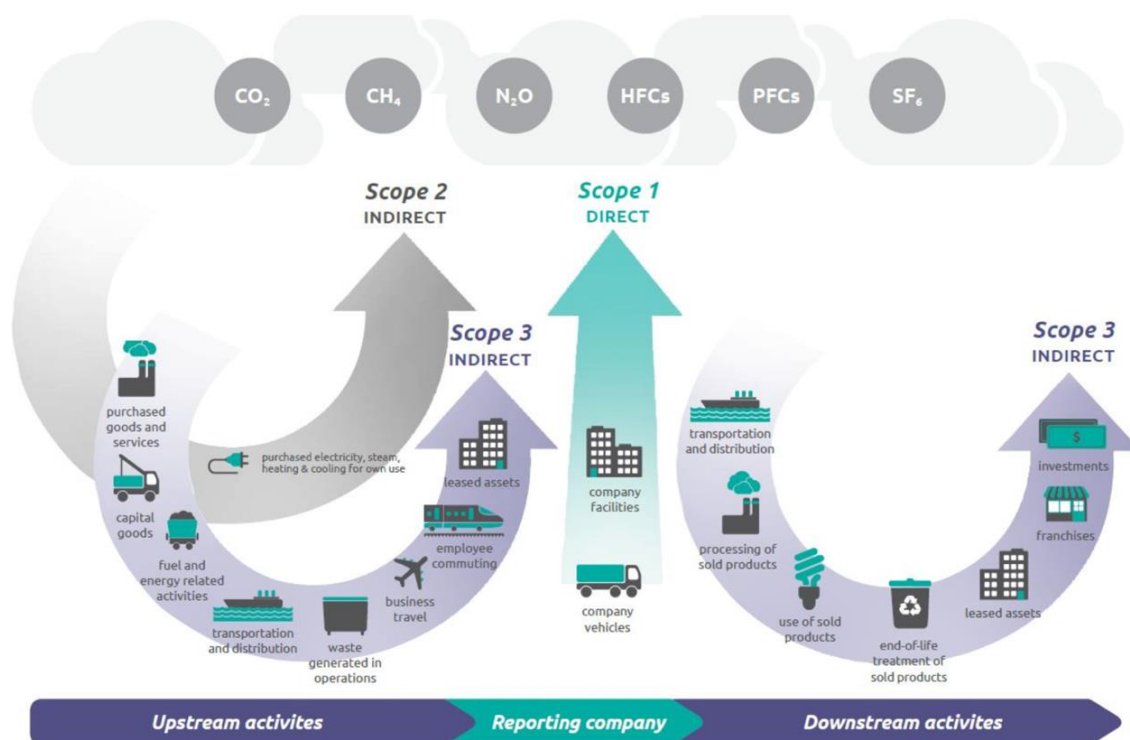 CO₂
CH₄
N₂O
HFCs
PFCs
SF₆
Scope 2
INDIRECT
Scope 1
DIRECT
Scope 3
INDIRECT
Scope 3
INDIRECT
purchased
goods and
services
capital
goods
fuel and
energy related
activities
transportation
and distribution
waste
generated in
operations
business
travel
employee
commuting
leased assets
purchased electricity, steam,
heating & cooling for own use
company
facilities
company
vehicles
transportation
and distribution
processing of
sold products
use of sold
products
end-of-life
treatment of
sold products
leased assets
franchises
$
investments
Upstream activites
Reporting company
Downstream activites